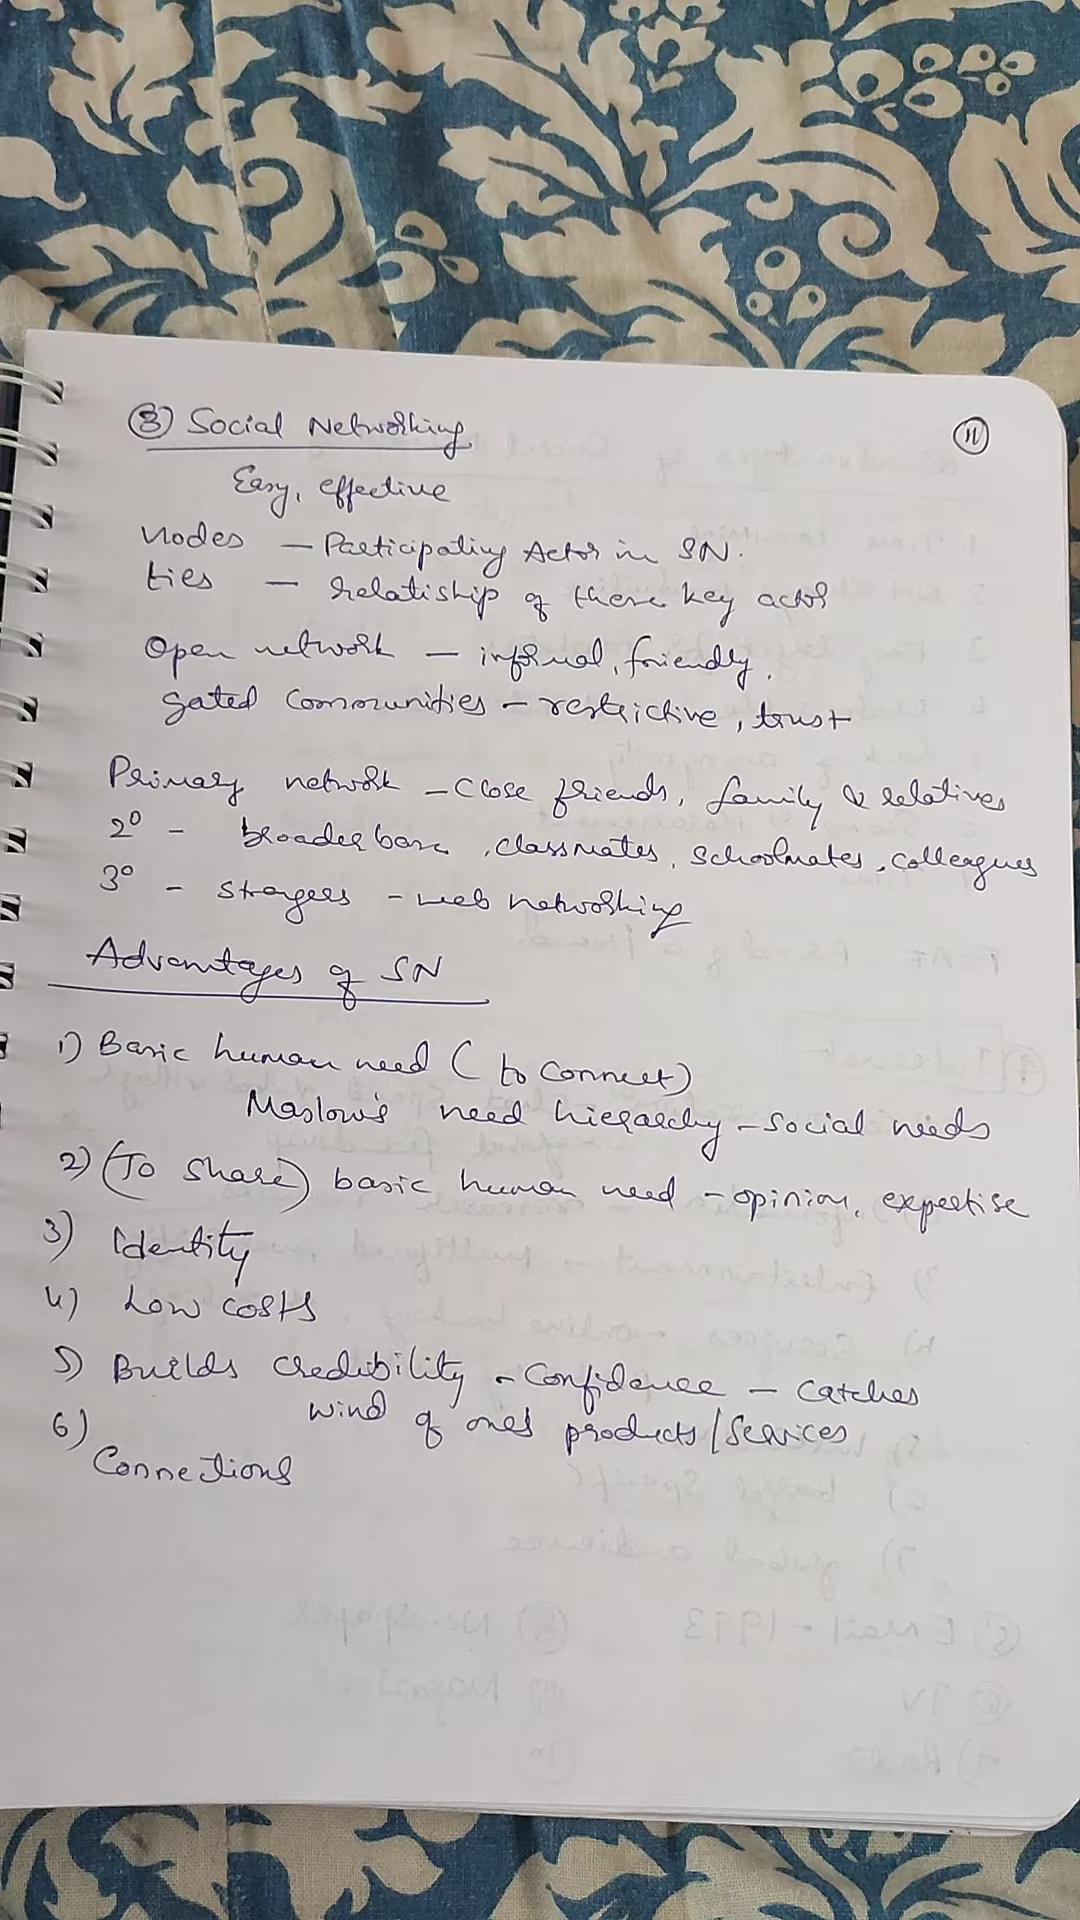 ③ Social Networking
11
Easy, effective
nodes — Participating Actor in SN.
ties — relatiship of these key actor
Open network — informal, friendly.
gated communities - restrictive, trust
Primary network - close friends, family & relatives
2° - broader base, classmates, schoolmates, colleagues
3° - strangers - web networking
Advantages of SN
1) Basic human need (to connect)
Maslow's need hierarchy - social needs
2) (To share) basic human need - opinion, expertise
3) Identity
4) Low costs
5) Builds credibility - Confidence - catches
wind of ones products/services
6)
Connections